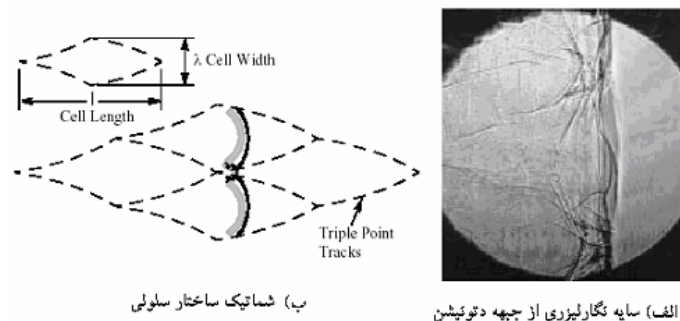 λ Cell Width
Cell Length
Triple Point
Tracks
ب) شماتیک ساختار سلولی
الف) سایه نگارلیزری از جبهه دتونیشن